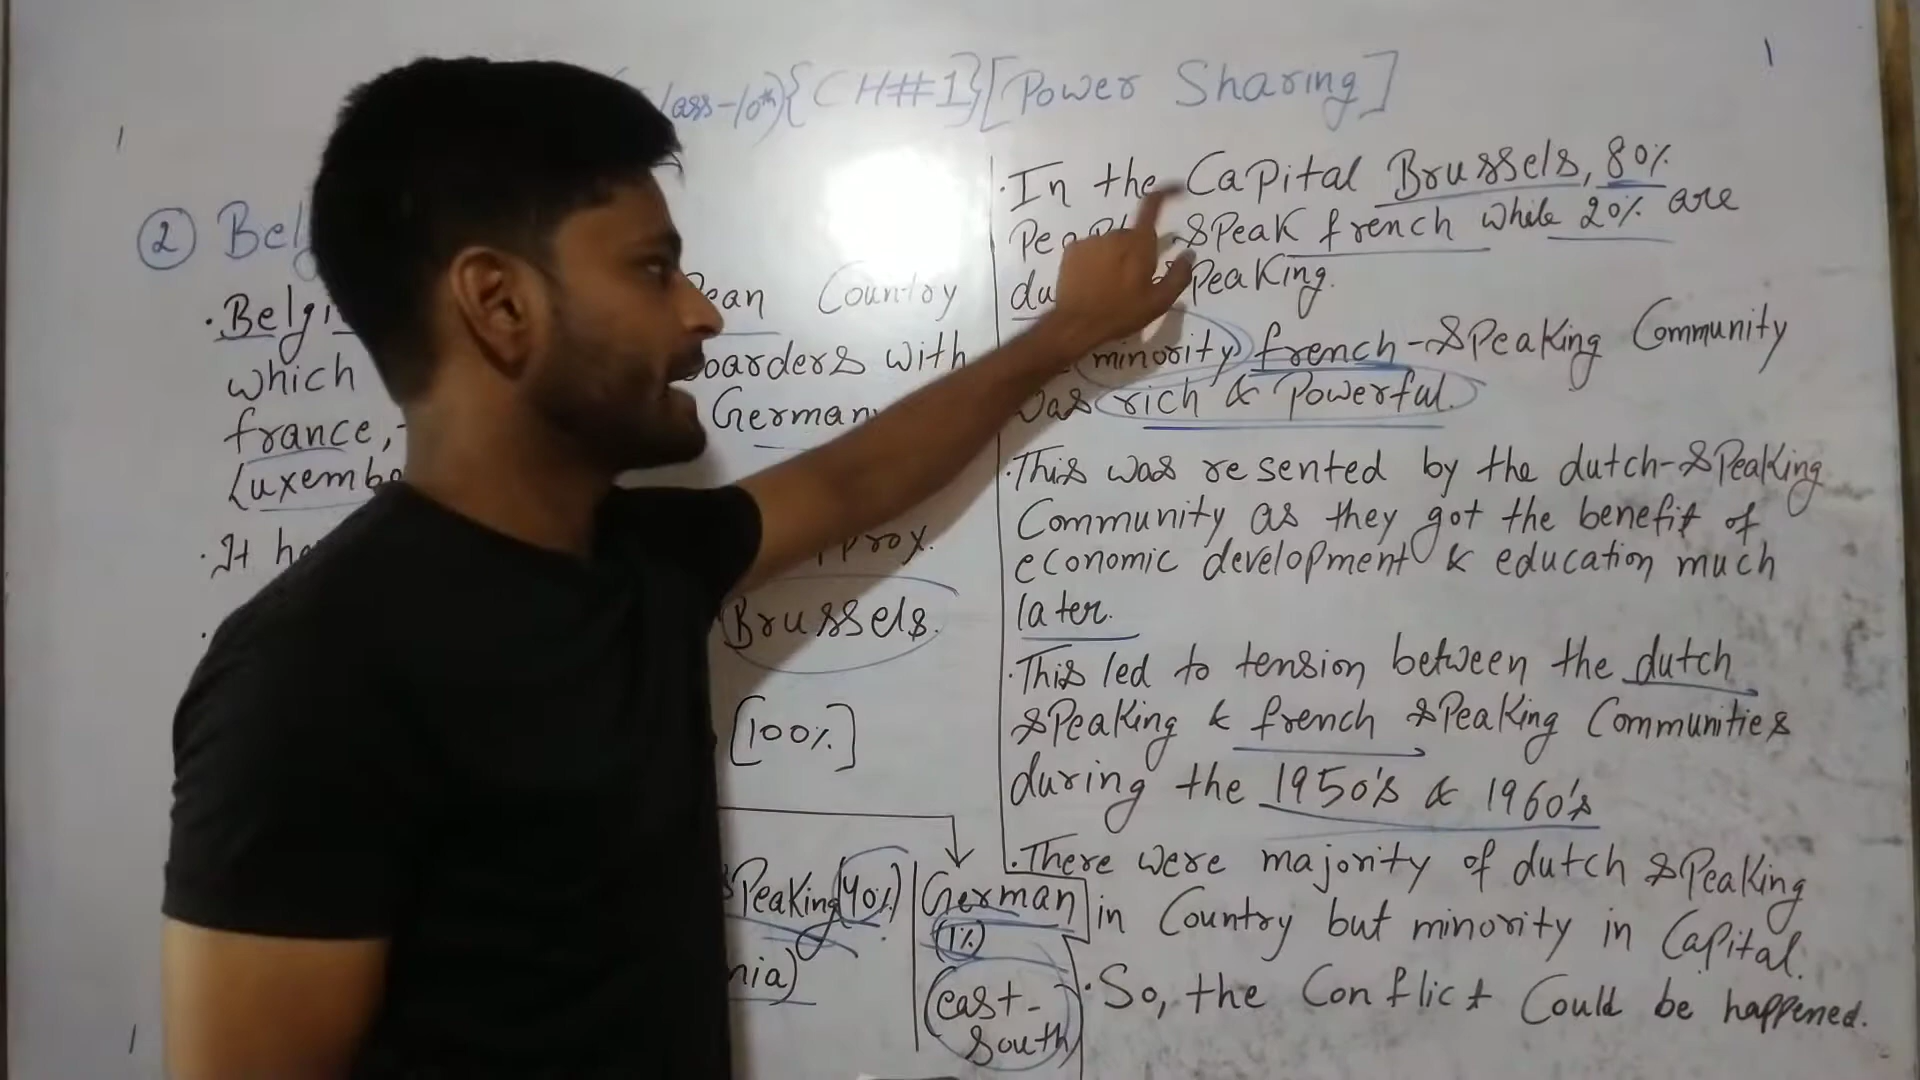 (lass-10th){CH#1}[Power Sharing]
② Bel
·Belgi ean Country
which boarders with
france, German
Luxembo
·It ha pprox.
Brussels.
[100%]
Speaking(40%)
nia)
German
(1%)
(east-
South)
·In the Capital Brussels, 80%
Speak french while 20% are
du Speaking.
minority french-Speaking Community
was rich & Powerful.
·This was resented by the dutch-Speaking
Community as they got the benefit of
economic development & education much
later.
·This led to tension between the dutch
Speaking & french Speaking Communities
during the 1950's & 1960's
·There were majority of dutch Speaking
in Country but minority in Capital.
·So, the Conflict Could be happened.